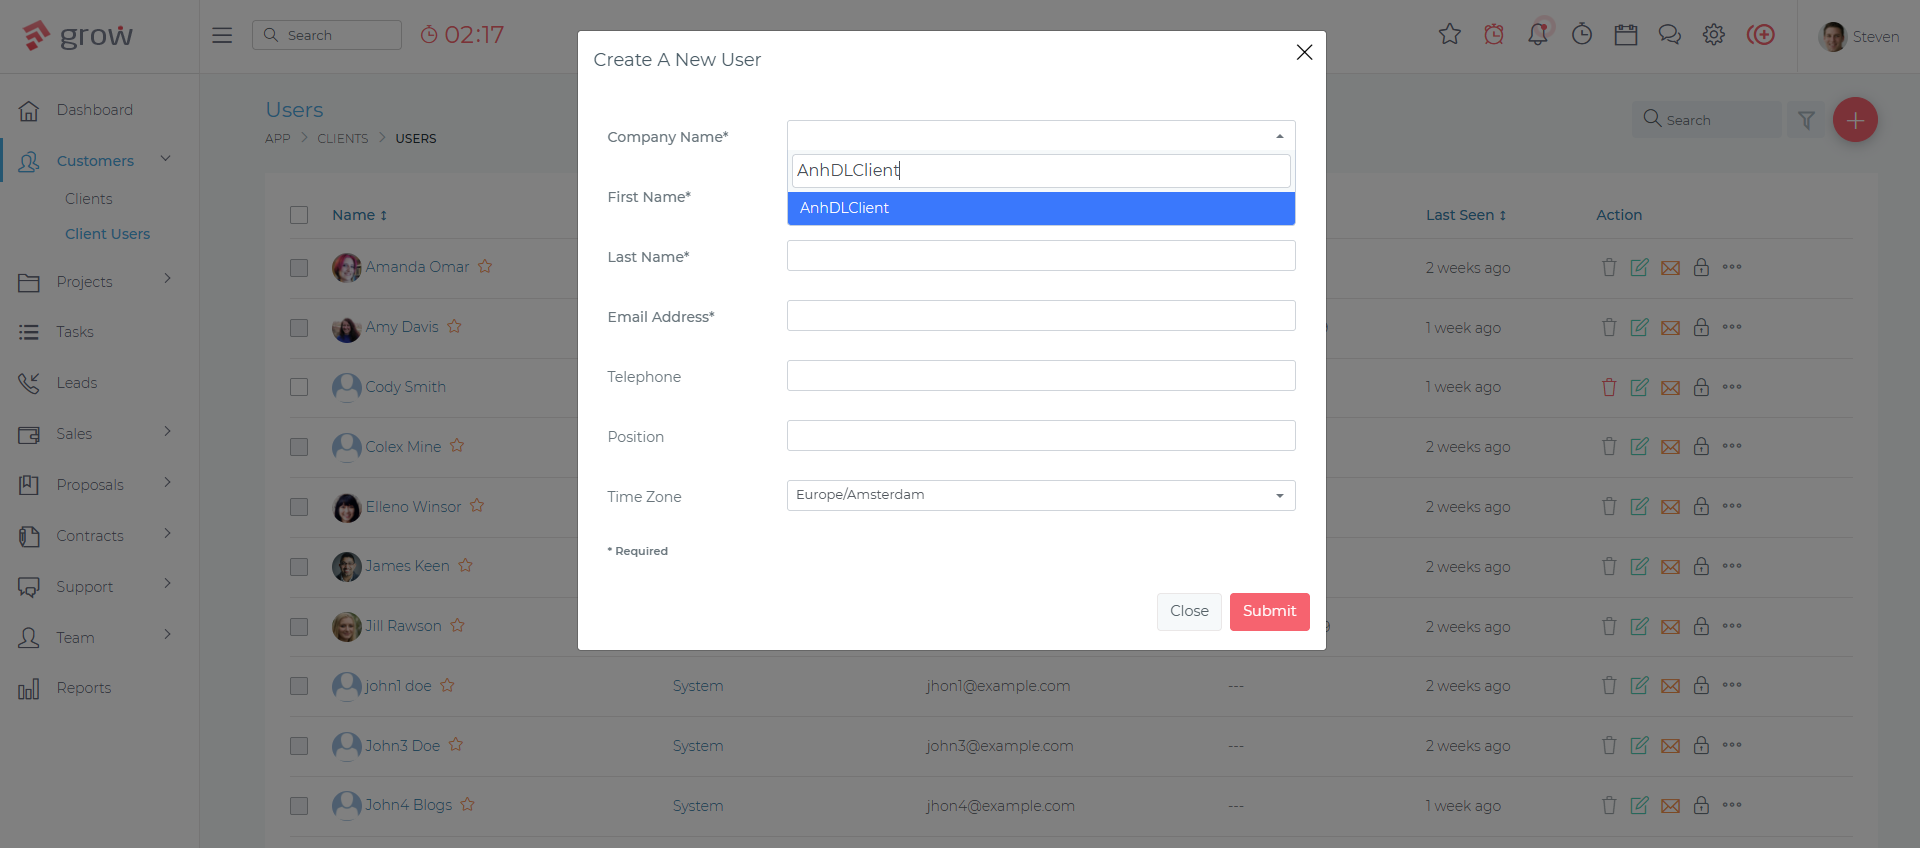 grow
Search
02:17
Steven
Dashboard
Customers
Clients
Client Users
Projects
Tasks
Leads
Sales
Proposals
Contracts
Support
Team
Reports
Users
APP
CLIENTS
USERS
Search
Create A New User
Company Name*
AnhDLClient
AnhDLClient
First Name*
Last Name*
Email Address*
Telephone
Position
Time Zone
Europe/Amsterdam
* Required
Close
Submit
Name
Last Seen
Action
Amanda Omar
2 weeks ago
Amy Davis
9
1 week ago
Cody Smith
1 week ago
Colex Mine
2 weeks ago
Elleno Winsor
2 weeks ago
James Keen
2 weeks ago
Jill Rawson
9
2 weeks ago
john1 doe
System
jhon1@example.com
---
2 weeks ago
John3 Doe
System
john3@example.com
---
2 weeks ago
John4 Blogs
System
jhon4@example.com
---
1 week ago